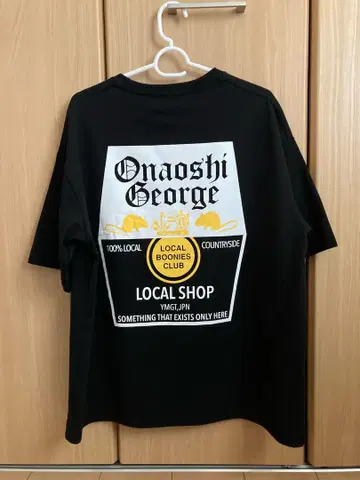 Onaoshi
George
100% LOCAL
LOCAL
BOONIES
CLUB
COUNTRYSIDE
LOCAL SHOP
YMGT,JPN
SOMETHING THAT EXISTS ONLY HERE